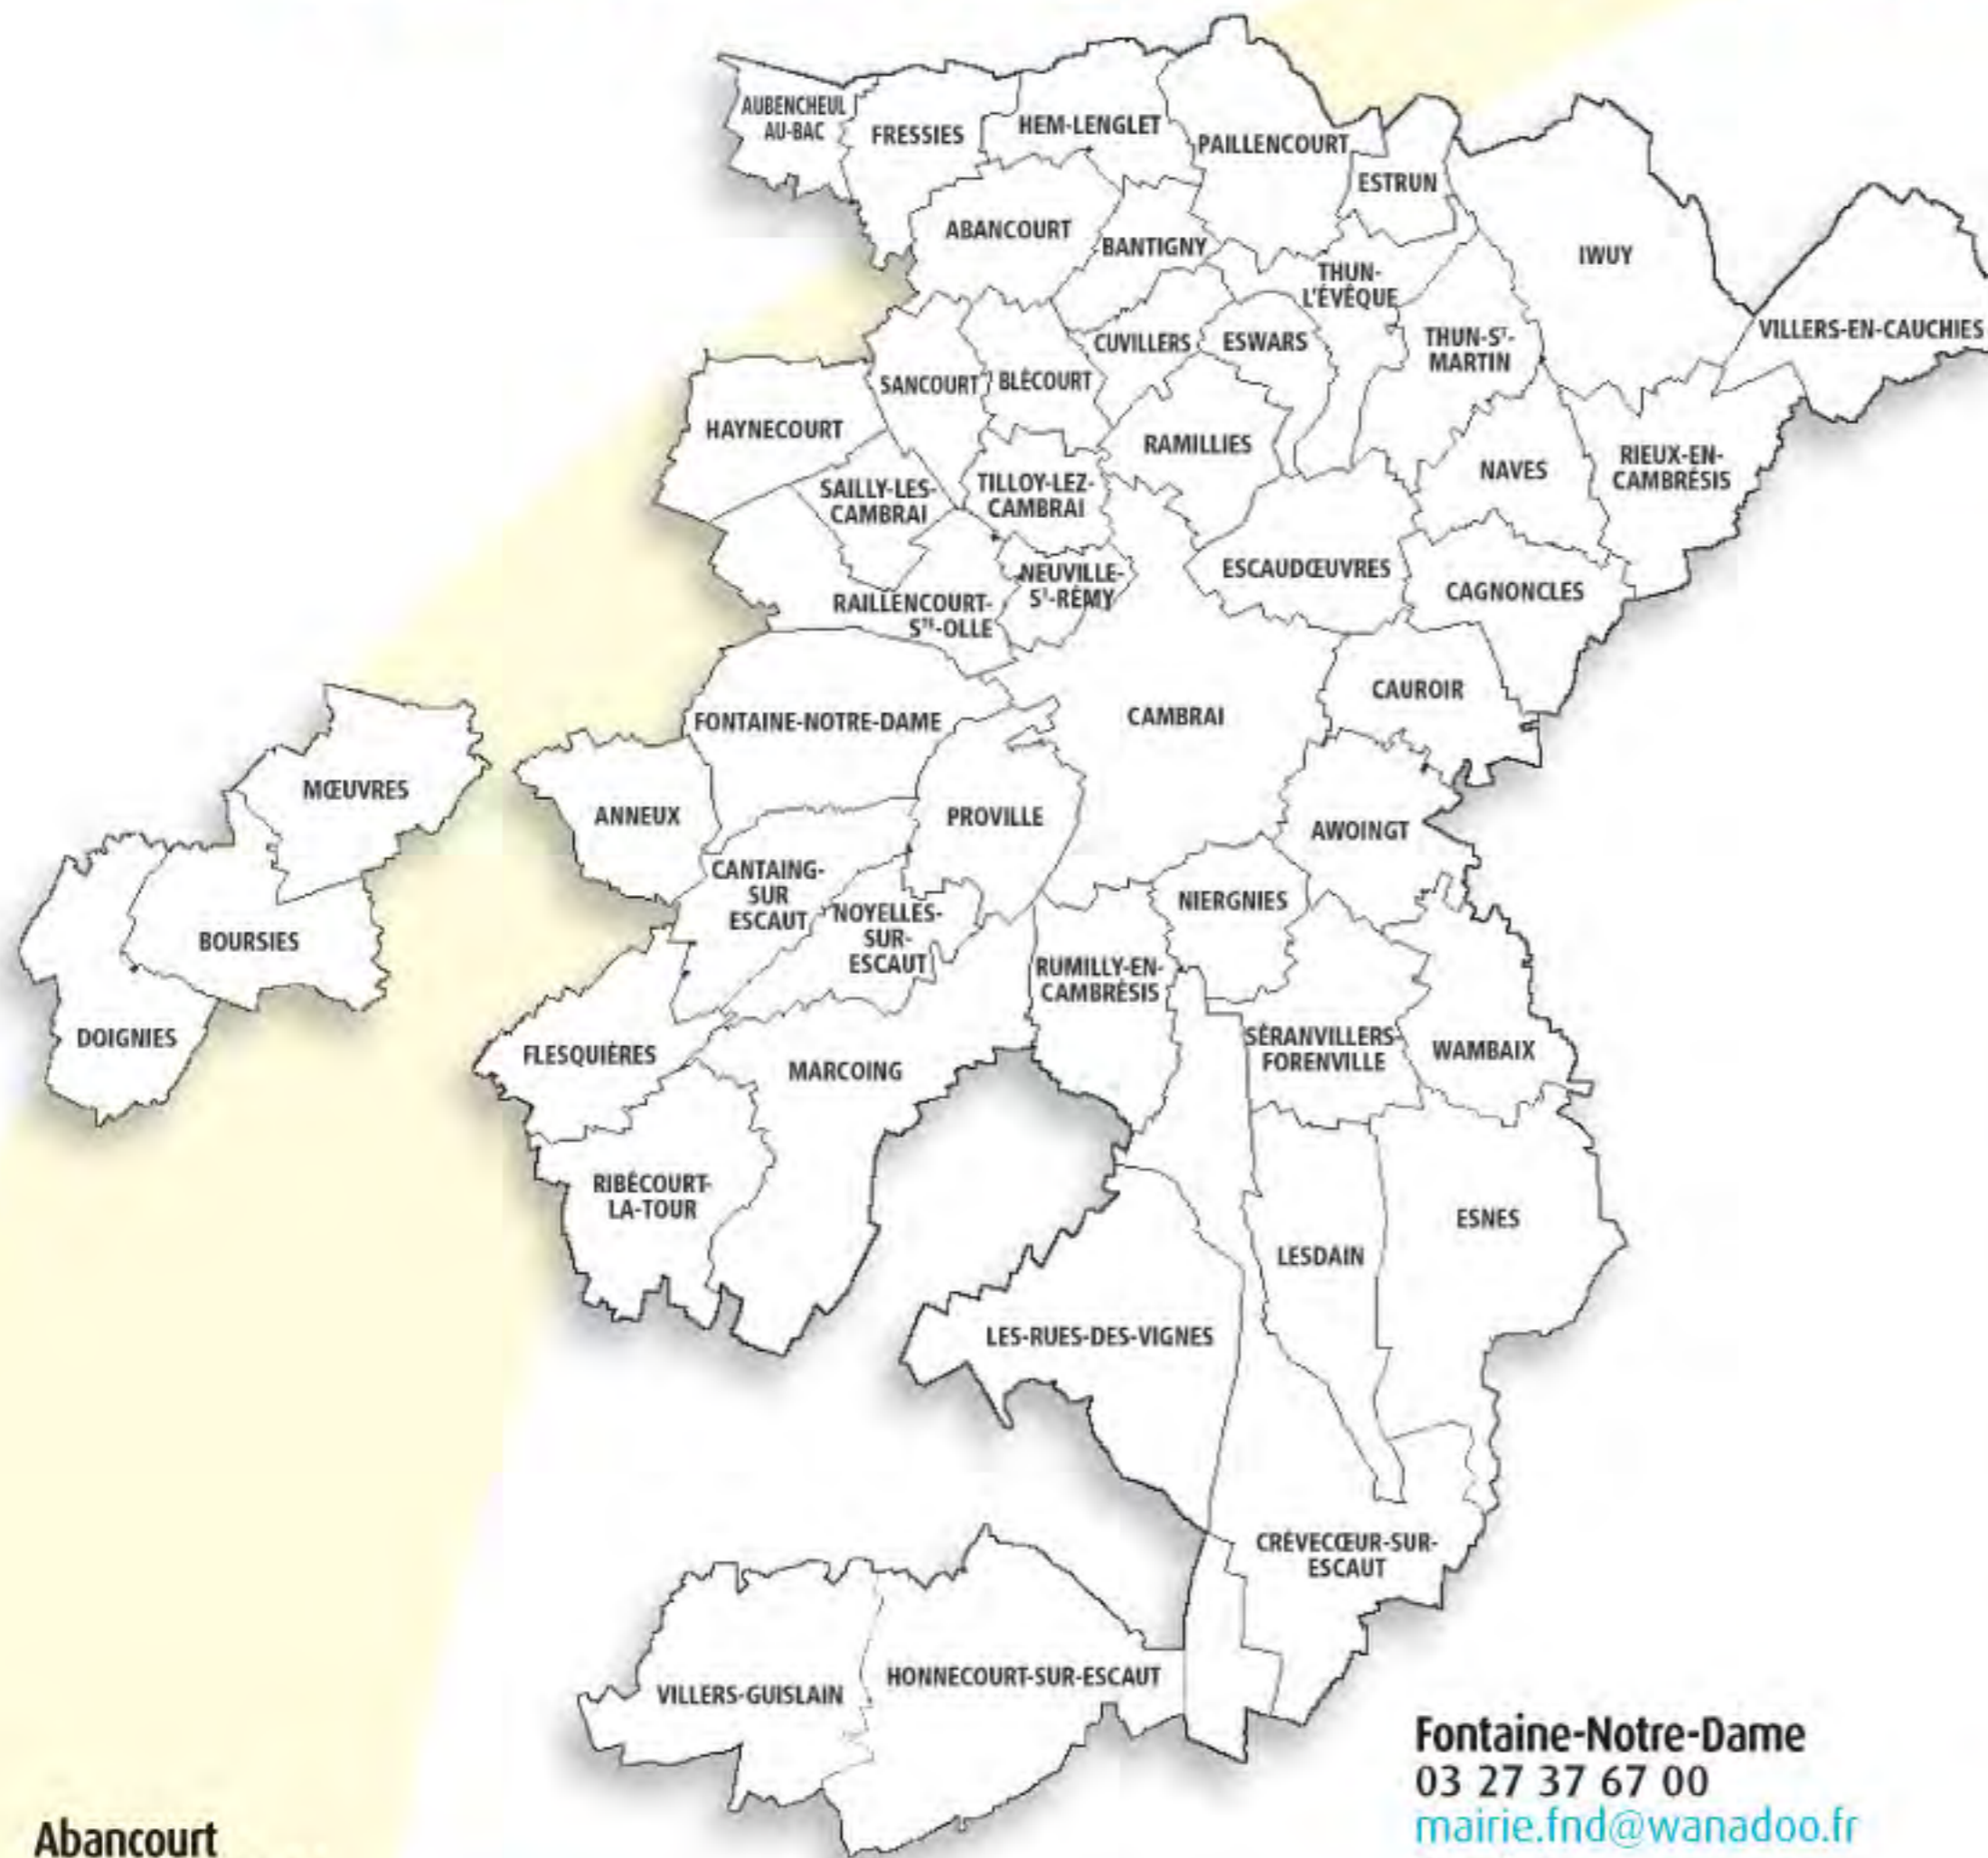 AUBENCHEUL
AU-BAC
FRESSIES
HEM-LENGLET
PAILLENCOURT
ESTRUN
ABANCOURT
BANTIGNY
THUN-
L'ÉVÊQUE
IWUY
VILLERS-EN-CAUCHIES
CUVILLERS
ESWARS
THUN-ST-
MARTIN
SANCOURT
BLÉCOURT
HAYNECOURT
RAMILLIES
NAVES
RIEUX-EN-
CAMBRÉSIS
SAILLY-LES-
CAMBRAI
TILLOY-LEZ-
CAMBRAI
NEUVILLE-
ST-RÉMY
ESCAUDŒUVRES
CAGNONCLES
RAILLENCOURT-
STE-OLLE
CAUROIR
FONTAINE-NOTRE-DAME
CAMBRAI
MŒUVRES
ANNEUX
PROVILLE
AWOINGT
CANTAING-
SUR
ESCAUT
NOYELLES-
SUR-
ESCAUT
NIERGNIES
BOURSIES
RUMILLY-EN-
CAMBRÉSIS
DOIGNIES
FLESQUIÈRES
MARCOING
SÉRANVILLERS-
FORENVILLE
WAMBAIX
RIBÉCOURT-
LA-TOUR
ESNES
LESDAIN
LES-RUES-DES-VIGNES
CRÈVECŒUR-SUR-
ESCAUT
VILLERS-GUISLAIN
HONNECOURT-SUR-ESCAUT
Fontaine-Notre-Dame
03 27 37 67 00
mairie.fnd@wanadoo.fr
Abancourt